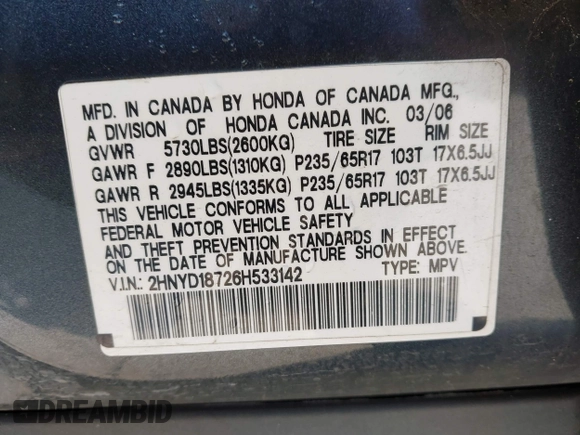 MFD. IN CANADA BY HONDA OF CANADA MFG.,
A DIVISION OF HONDA CANADA INC. 03/06
GVWR 5730LBS(2600KG) TIRE SIZE RIM SIZE
GAWR F 2890LBS(1310KG) P235/65R17 103T 17X6.5JJ
GAWR R 2945LBS(1335KG) P235/65R17 103T 17X6.5JJ
THIS VEHICLE CONFORMS TO ALL APPLICABLE
FEDERAL MOTOR VEHICLE SAFETY
AND THEFT PREVENTION STANDARDS IN EFFECT
ON THE DATE OF MANUFACTURE SHOWN ABOVE.
V.I.N.: 2HNYD18726H533142 TYPE: MPV
DREAMBID